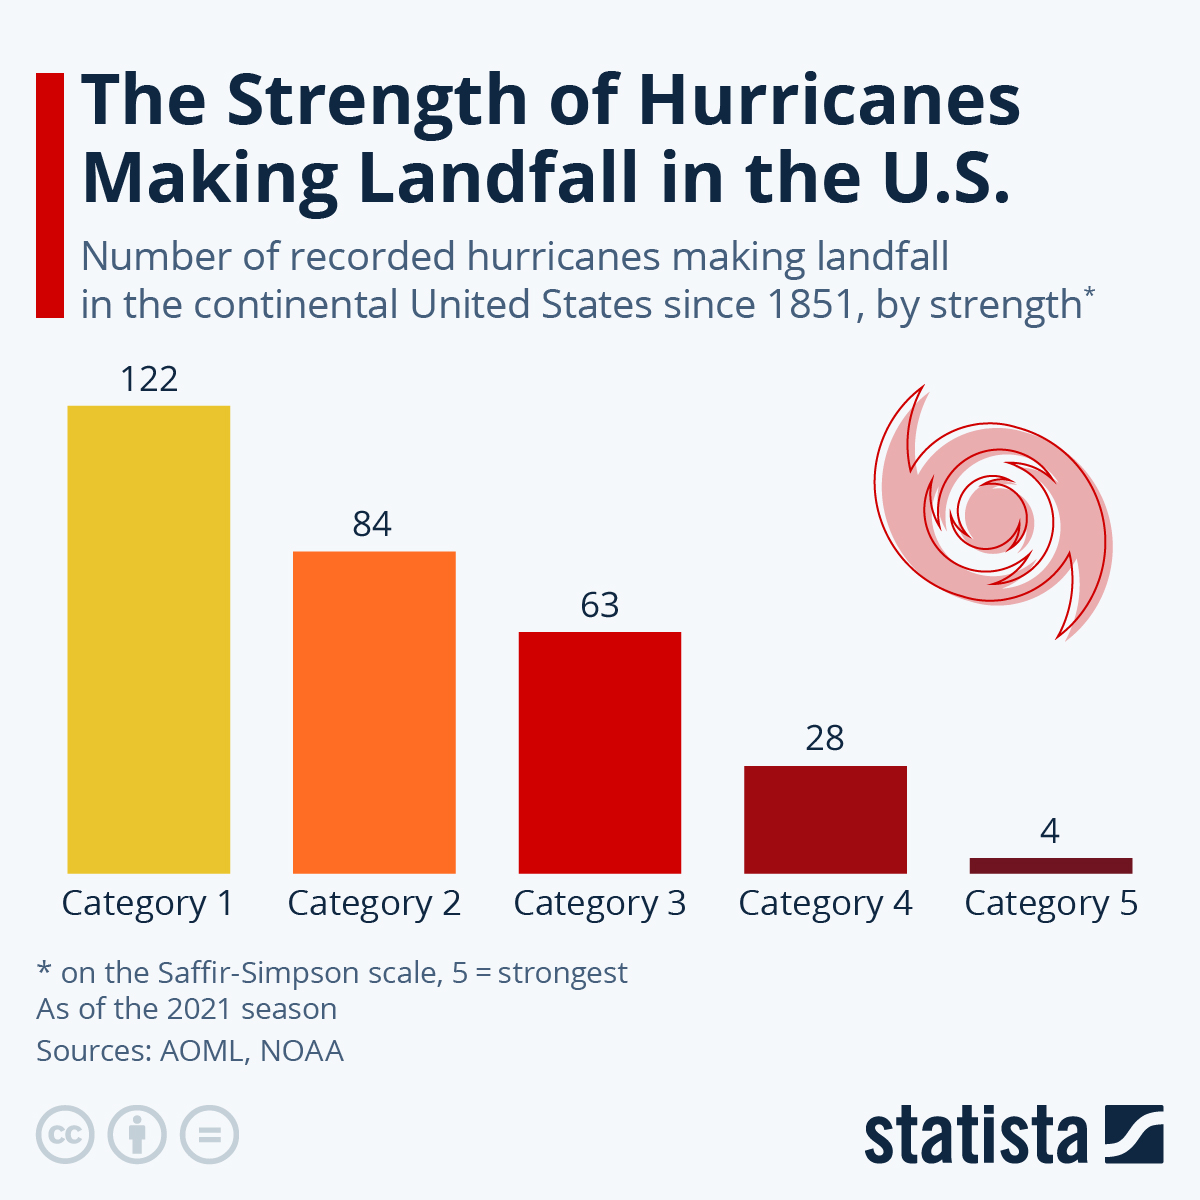 The Strength of Hurricanes
Making Landfall in the U.S.
Number of recorded hurricanes making landfall
in the continental United States since 1851, by strength*
122
84
63
28
4
Category 1
Category 2
Category 3
Category 4
Category 5
* on the Saffir-Simpson scale, 5 = strongest
As of the 2021 season
Sources: AOML, NOAA
cc
statista